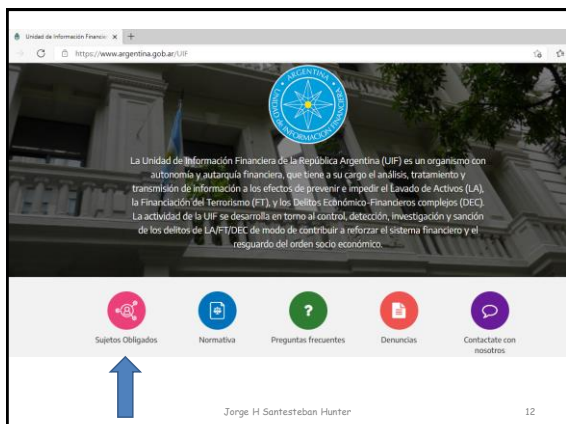 Unidad de Información Financi
https://www.argentina.gob.ar/UIF
ARGENTINA
UNIDAD DE INFORMACIÓN FINANCIERA
La Unidad de Información Financiera de la República Argentina (UIF) es un organismo con
autonomía y autarquía financiera, que tiene a su cargo el análisis, tratamiento y
transmisión de información a los efectos de prevenir e impedir el Lavado de Activos (LA),
la Financiación del Terrorismo (FT), y los Delitos Económico-Financieros complejos (DEC).
La actividad de la UIF se desarrolla en torno al control, detección, investigación y sanción
de los delitos de LA/FT/DEC de modo de contribuir a reforzar el sistema financiero y el
resguardo del orden socio económico.
Sujetos Obligados
Normativa
Preguntas frecuentes
Denuncias
Contactate con
nosotros
Jorge H Santesteban Hunter
12